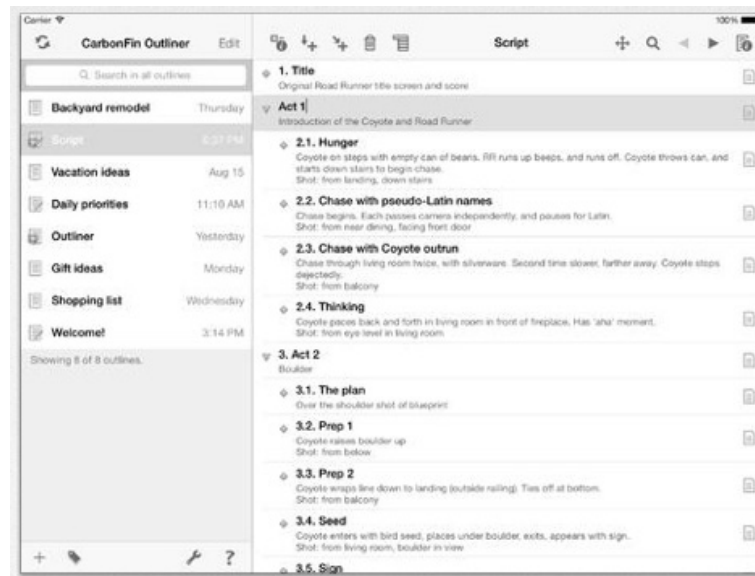 Carrier
100%
CarbonFin Outliner
Edit
Script
Search in all outlines
Backyard remodel
Thursday
Script
Vacation ideas
Aug 15
Daily priorities
11:10 AM
Outliner
Yesterday
Gift ideas
Monday
Shopping list
Wednesday
Welcome!
3:14 PM
Showing 8 of 8 outlines.
?
1. Title
Original Road Runner title screen and score
Act 1
Introduction of the Coyote and Road Runner
2.1. Hunger
Coyote on steps with empty can of beans. RR runs up beeps, and runs off. Coyote throws can, and
starts down stairs to begin chase.
Shot: from landing, down stairs
2.2. Chase with pseudo-Latin names
Chase begins. Each passes camera independently, and pauses for Latin.
Shot: from near dining, facing front door
2.3. Chase with Coyote outrun
Chase through living room twice, with silverware. Second time slower, farther away. Coyote stops
dejectedly.
Shot: from balcony
2.4. Thinking
Coyote paces back and forth in living room in front of fireplace. Has 'aha' moment.
Shot: from eye level in living room
3. Act 2
Boulder
3.1. The plan
Over the shoulder shot of blueprint
3.2. Prep 1
Coyote raises boulder up
Shot: from below
3.3. Prep 2
Coyote wraps line down to landing (outside railing). Ties off at bottom.
Shot: from balcony
3.4. Seed
Coyote enters with bird seed, places under boulder, exits, appears with sign.
Shot: from living room, boulder in view
3.5. Sign